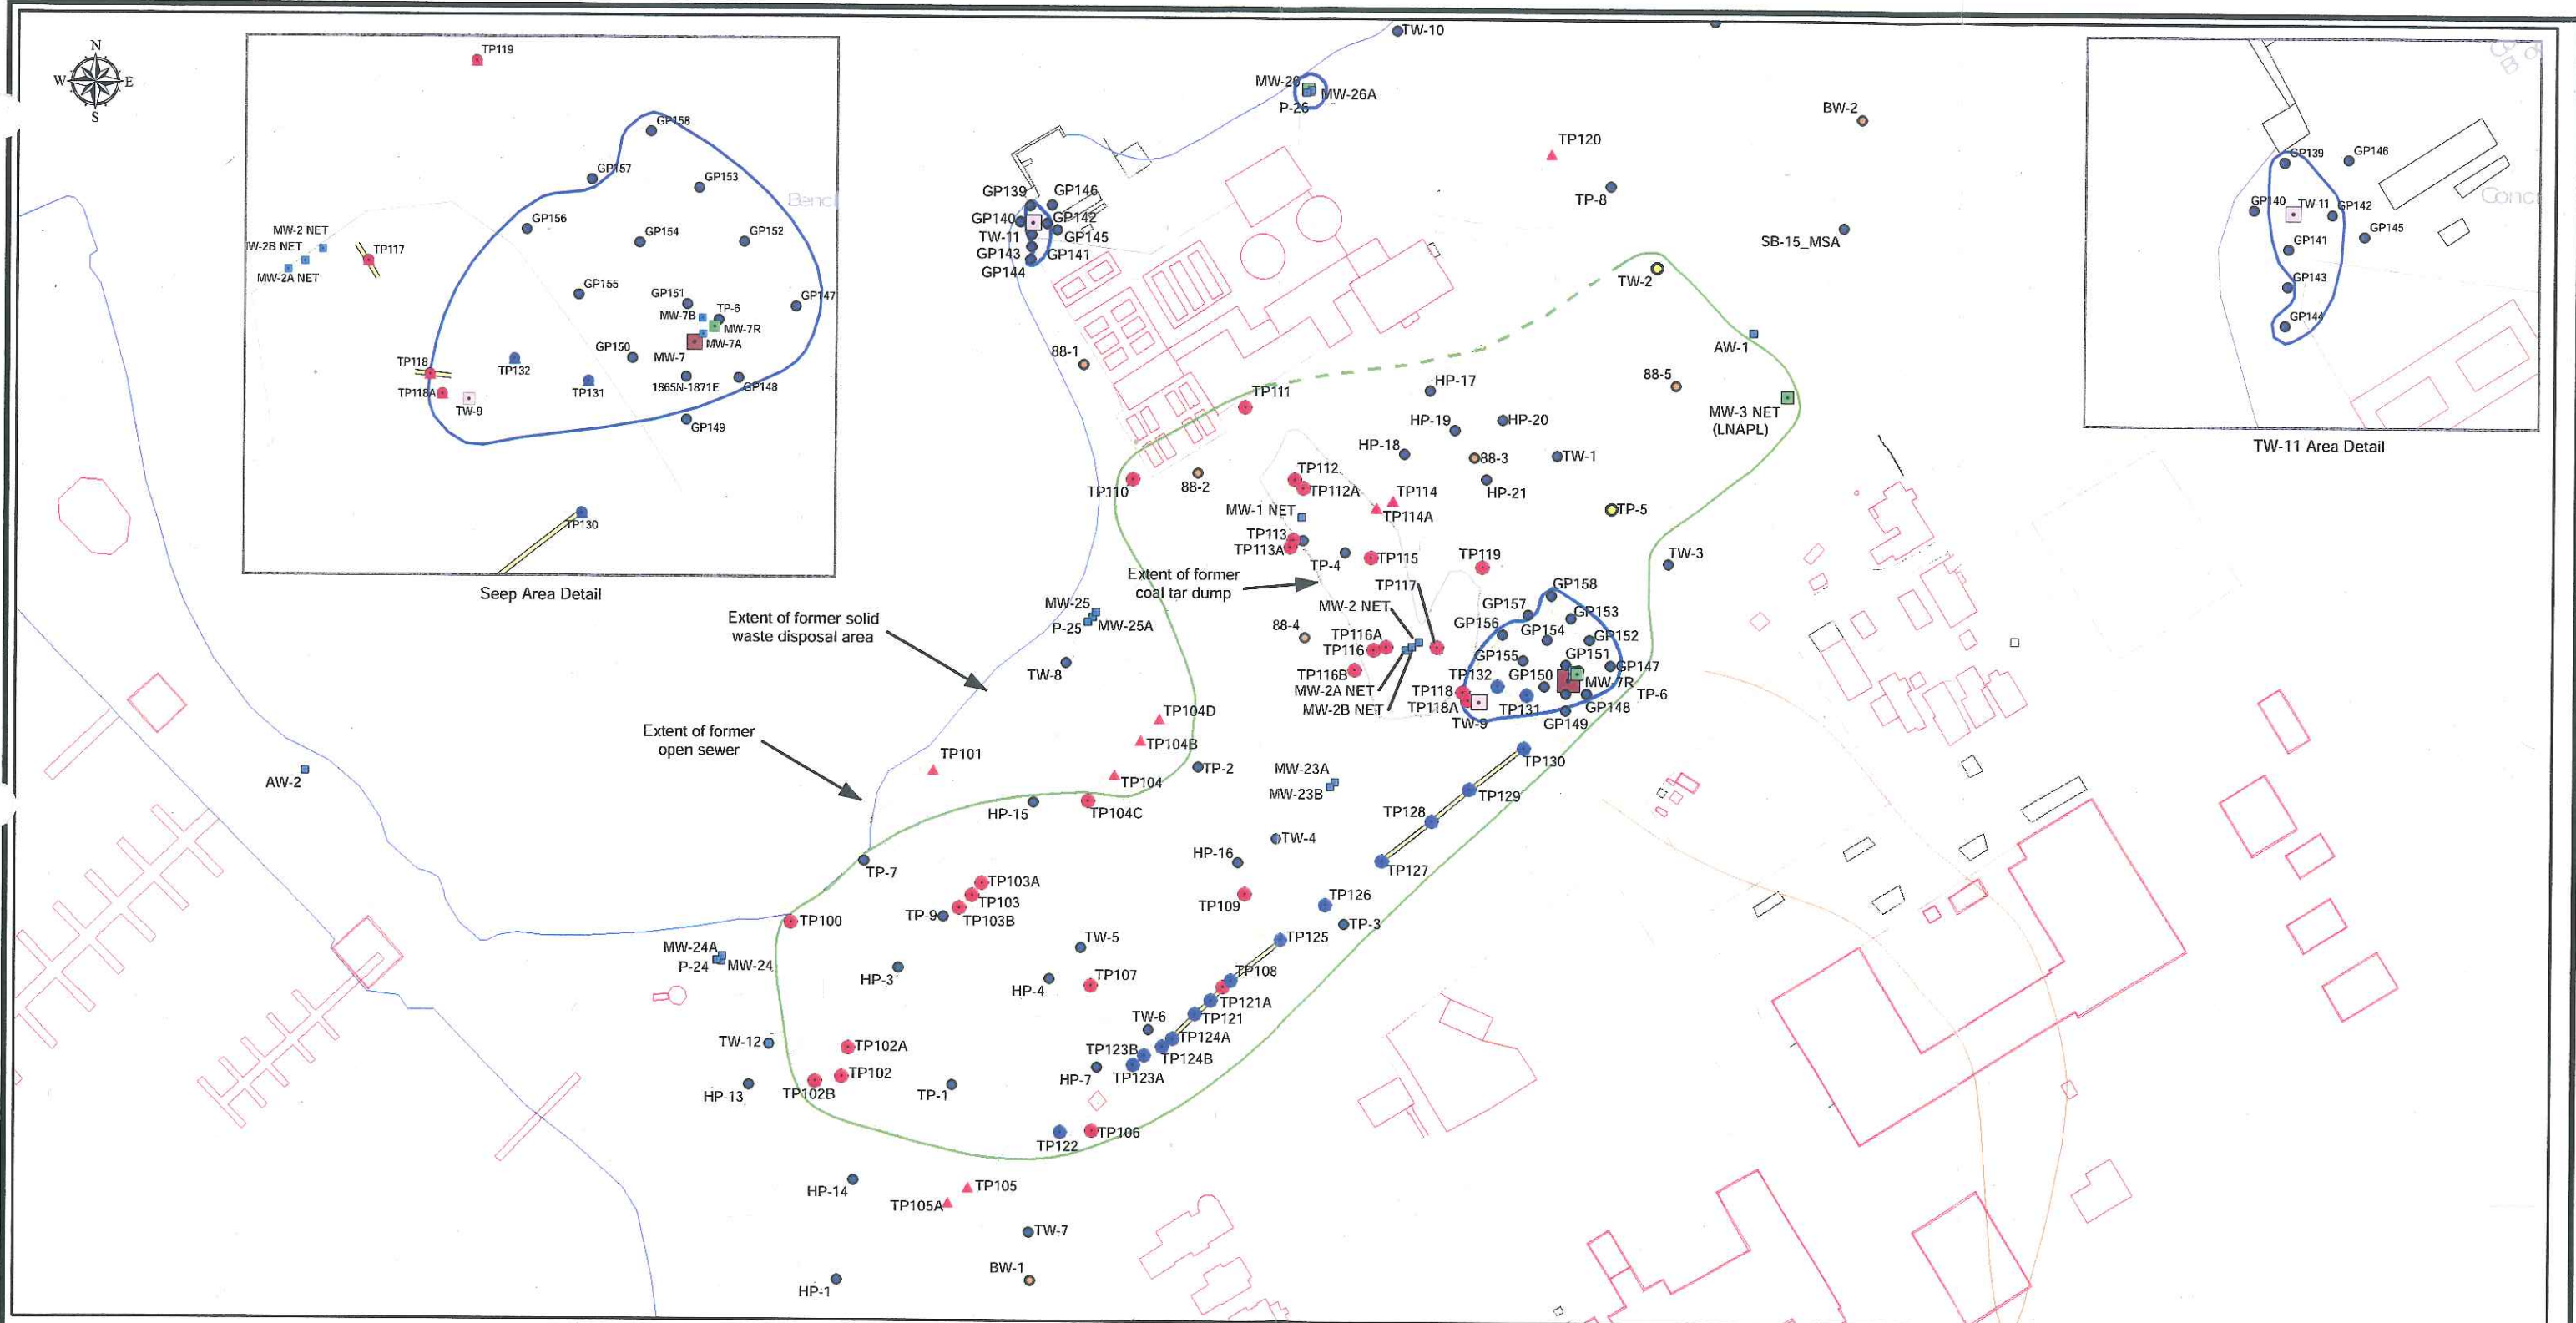 N
W
E
S
TP119
GP158
GP157
GP153
Bencl
GP156
GP154
GP152
MW-2 NET
W-2B NET
MW-2A NET
TP117
GP155
GP151
GP147
TP-6
MW-7B
MW-7R
MW-7A
GP150
MW-7
TP118
TP132
TP131
1865N-1871E
GP148
TP118A
TW-9
GP149
TP130
Seep Area Detail
TW-10
MW-26
MW-26A
P-26
BW-2
TP120
TP-8
SB-15_MSA
GP139
GP146
GP140
GP142
TW-11
GP145
GP143
GP141
GP144
TW-2
AW-1
88-1
88-5
MW-3 NET
(LNAPL)
GP139
GP146
GP140
TW-11
GP142
Conc
GP145
GP141
GP143
GP144
TW-11 Area Detail
TP111
HP-17
HP-19
HP-20
HP-18
88-3
TW-1
TP110
88-2
TP112
TP112A
HP-21
TP114
TP114A
MW-1 NET
TP-5
TP113
TP113A
TP-4
TP115
TP119
TW-3
Extent of former
coal tar dump
TP117
GP158
MW-2 NET
GP157
GP153
MW-25
P-25
MW-25A
Extent of former solid
waste disposal area
88-4
TP116A
TP116
GP156
GP154
GP152
GP155
GP151
GP147
TW-8
TP116B
TP132
GP150
MW-7R
MW-2A NET
TP118
TP-6
MW-2B NET
TP118A
TP131
GP148
TW-9
GP149
TP104D
Extent of former
open sewer
TP104B
TP101
TP104
TP-2
TP130
AW-2
MW-23A
MW-23B
TP129
HP-15
TP104C
TP128
TW-4
HP-16
TP-7
TP127
TP103A
TP103
TP-9
TP103B
TP109
TP126
TP-3
TP100
TW-5
TP125
MW-24A
P-24
MW-24
HP-3
HP-4
TP107
TP108
TP121A
TP121
TW-6
TP124A
TW-12
TP102A
TP123B
TP124B
TP102
HP-7
TP123A
HP-13
TP102B
TP-1
TP122
TP106
HP-14
TP105
TP105A
TW-7
BW-1
HP-1